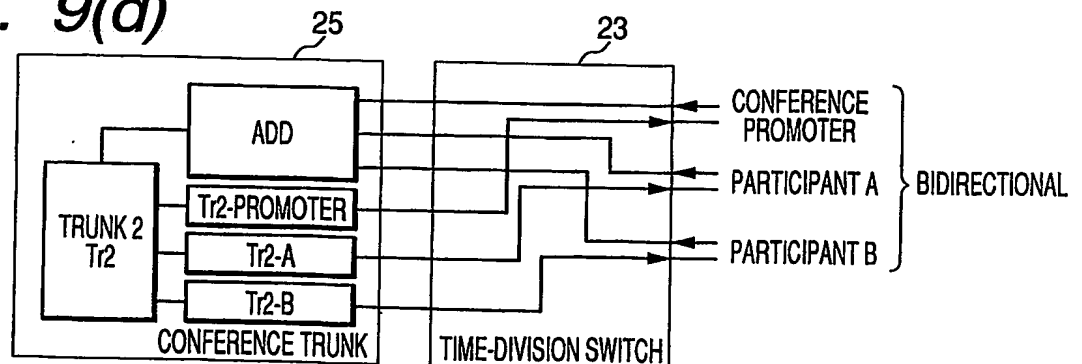 . 9(d)
25
23
ADD
TRUNK 2
Tr2
Tr2-PROMOTER
Tr2-A
Tr2-B
CONFERENCE TRUNK
TIME-DIVISION SWITCH
CONFERENCE
PROMOTER
PARTICIPANT A
PARTICIPANT B
BIDIRECTIONAL